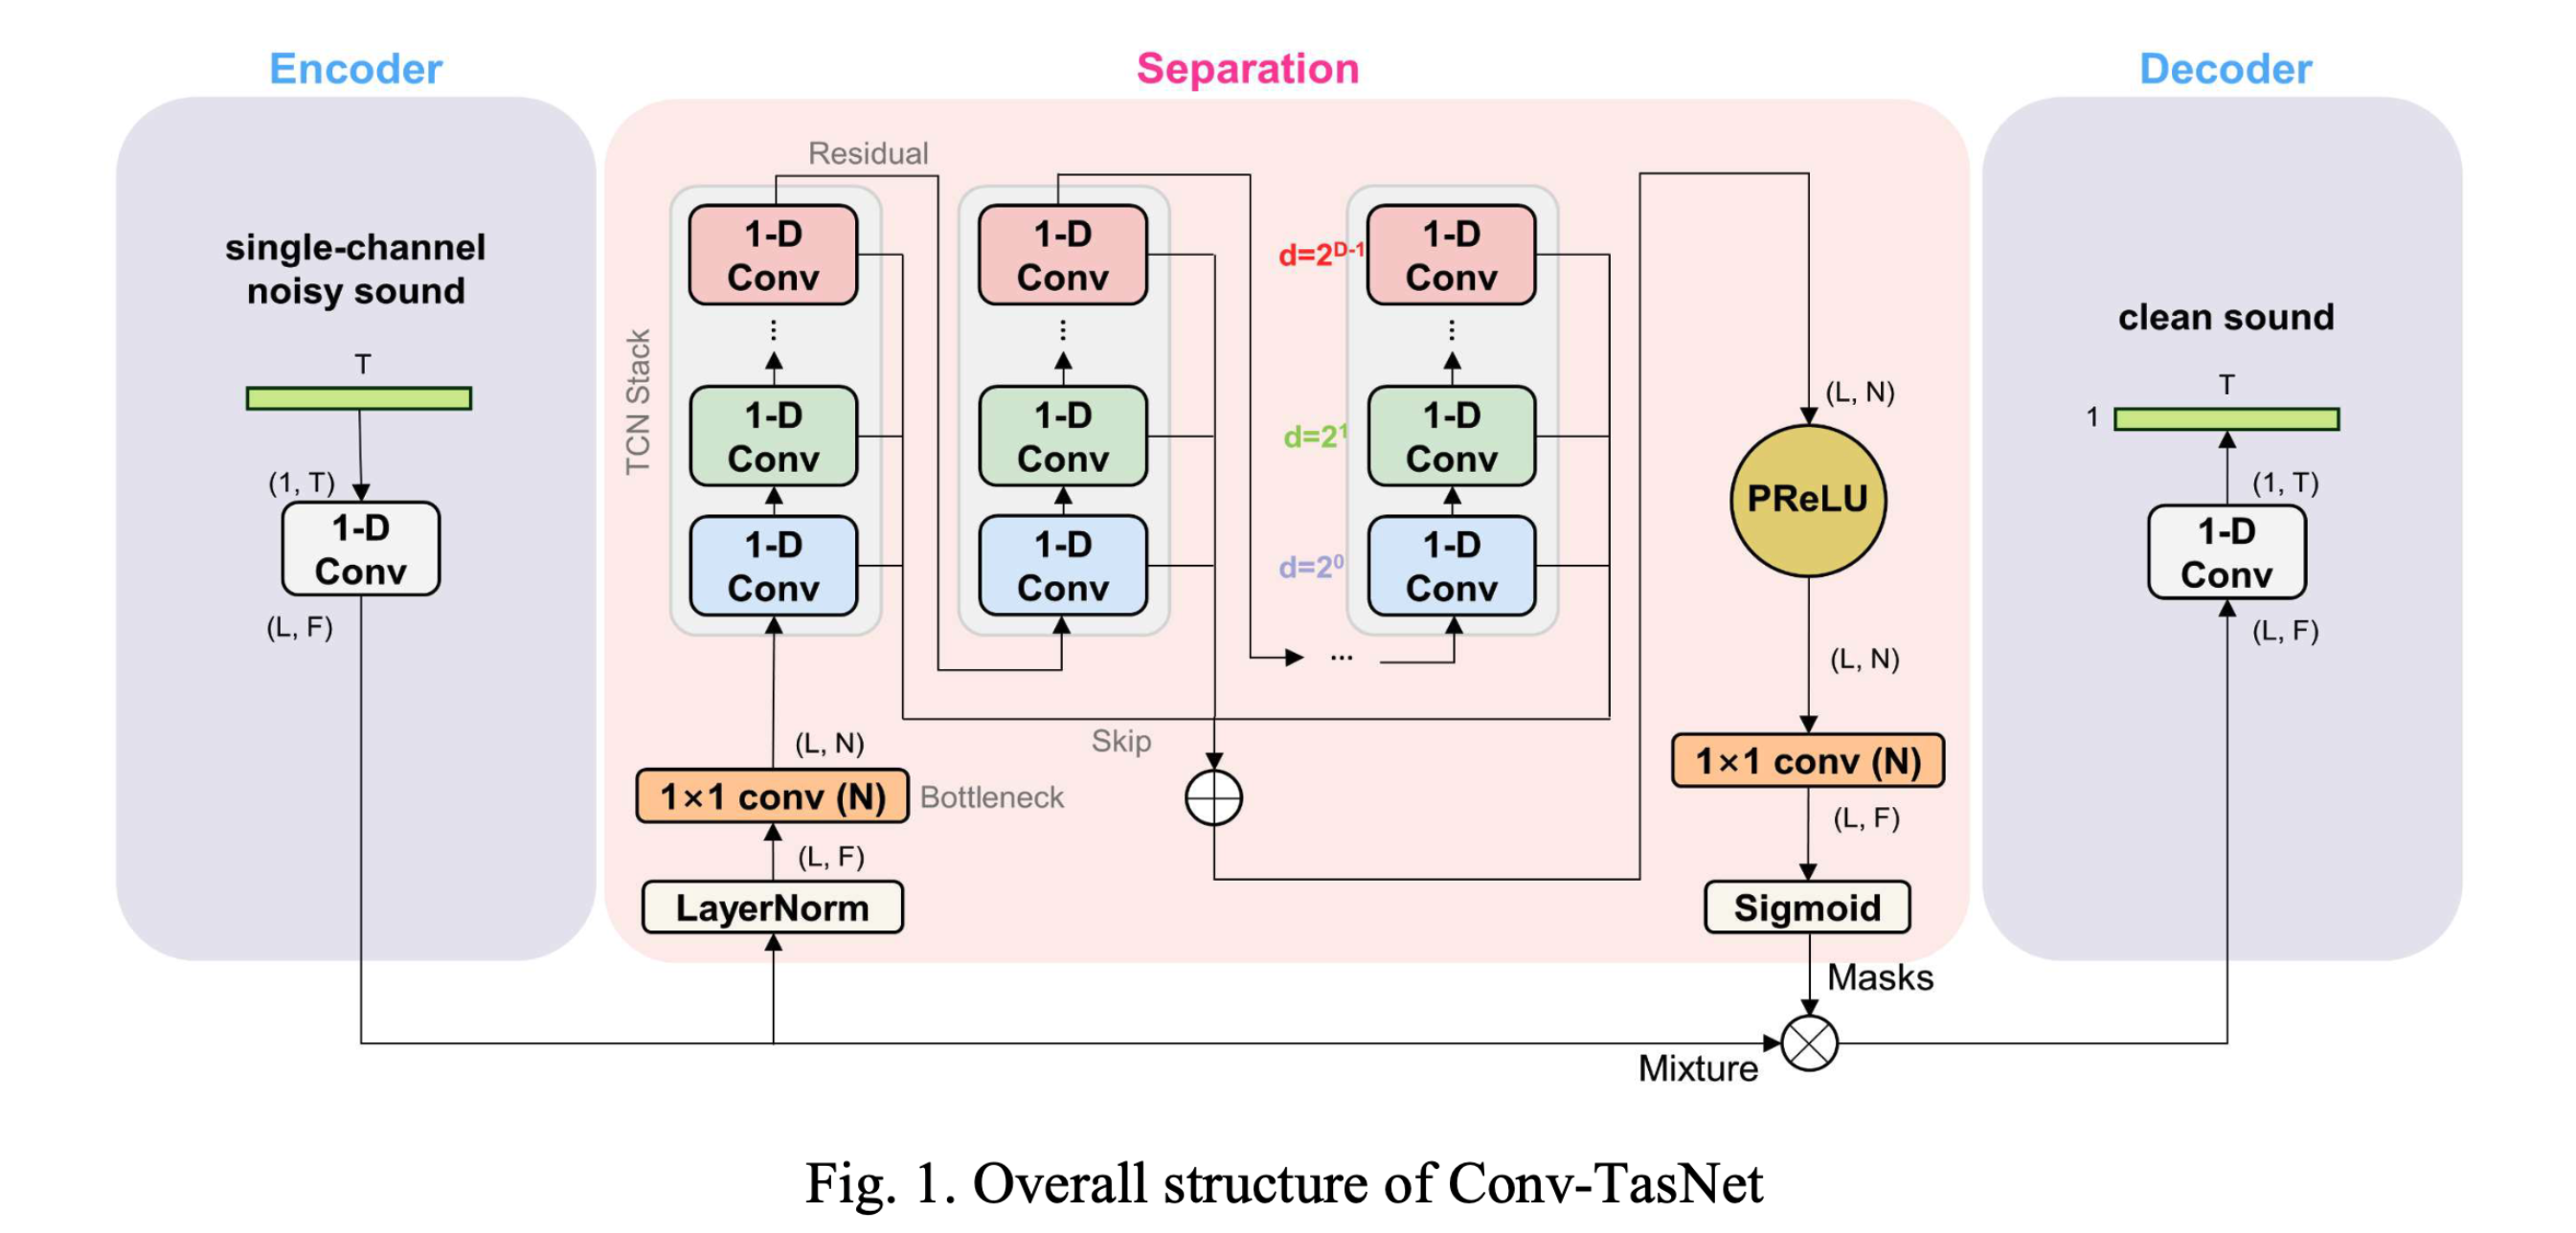 Encoder
single-channel
noisy sound
T
(1, T)
1-D
Conv
(L, F)
Separation
Residual
TCN Stack
1-D
Conv
⋮
1-D
Conv
1-D
Conv
1-D
Conv
⋮
1-D
Conv
1-D
Conv
d=2^{D-1}
1-D
Conv
⋮
d=2^1
1-D
Conv
d=2^0
1-D
Conv
...
Skip
(L, N)
1×1 conv (N)
Bottleneck
(L, F)
LayerNorm
(L, N)
PReLU
(L, N)
1×1 conv (N)
(L, F)
Sigmoid
Masks
Mixture
Decoder
clean sound
T
1
(1, T)
1-D
Conv
(L, F)
Fig. 1. Overall structure of Conv-TasNet